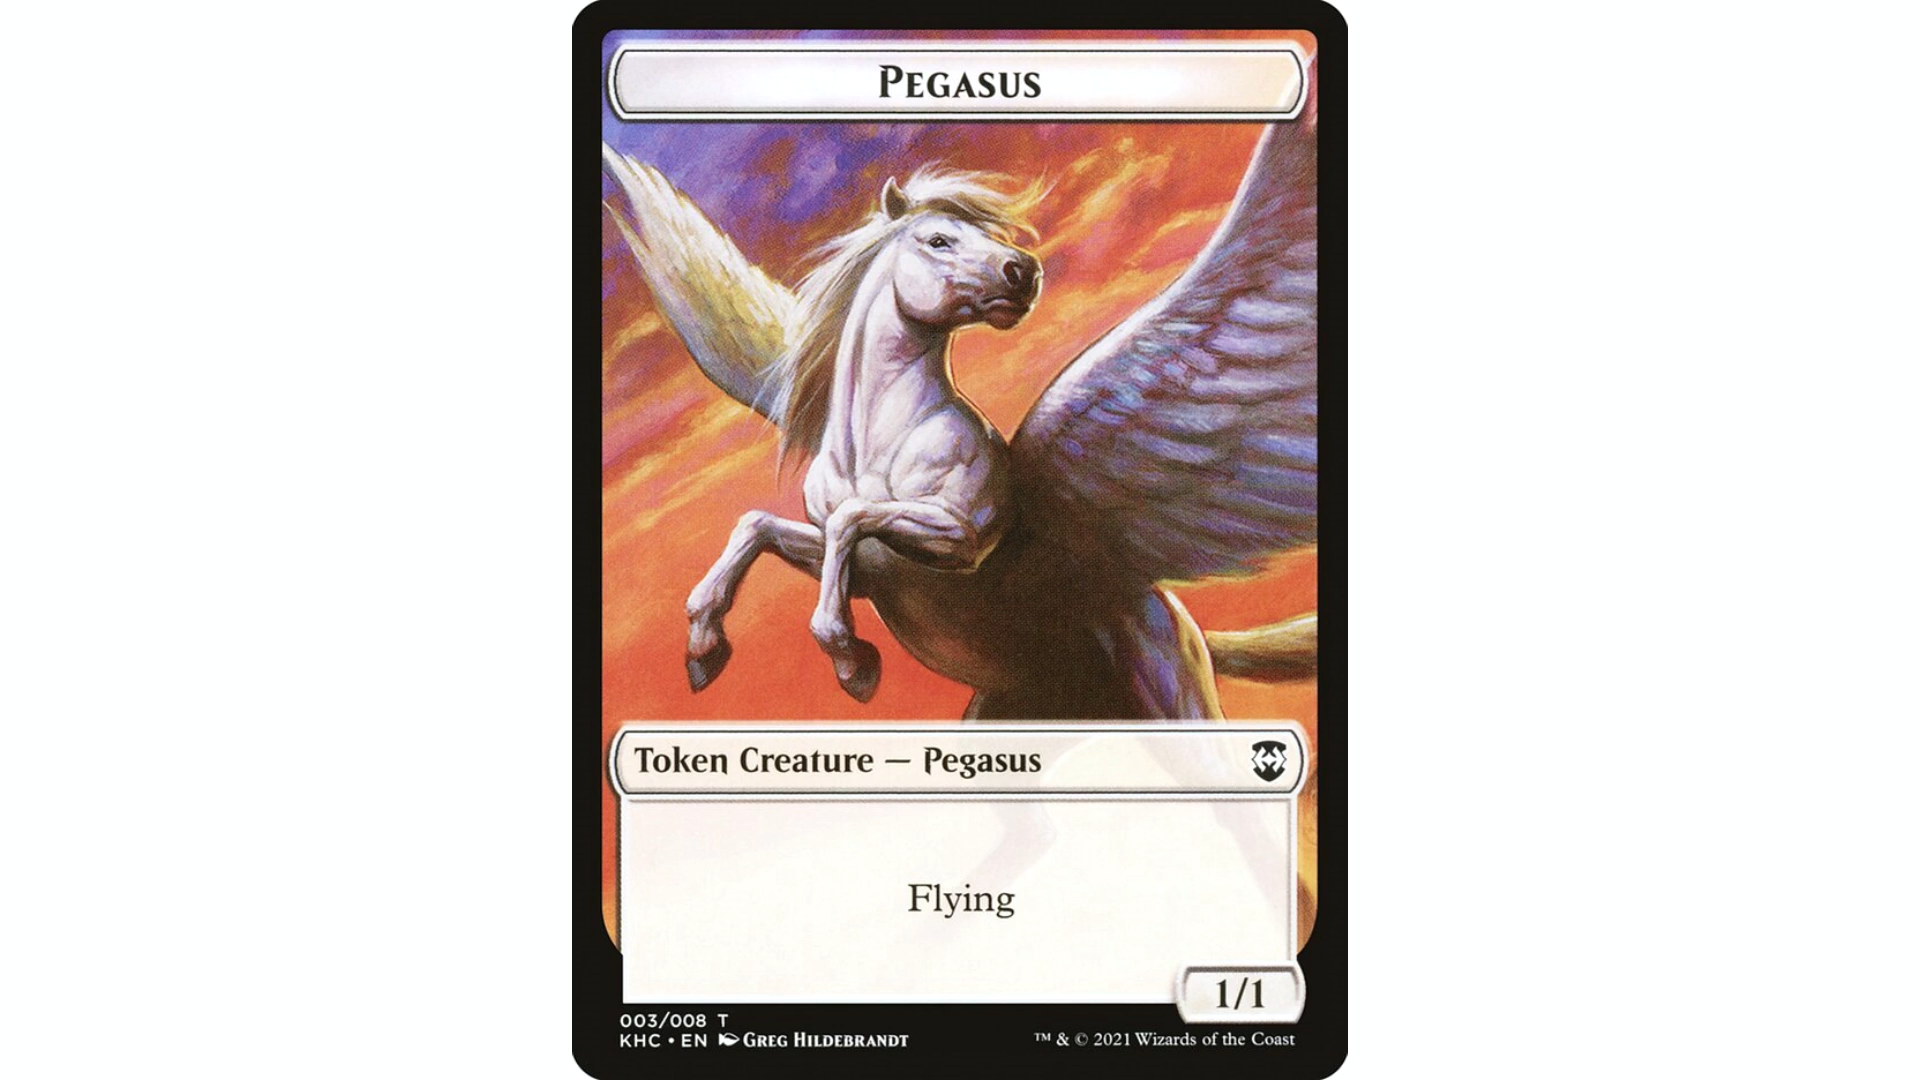 PEGASUS
Token Creature — Pegasus
Flying
1/1
003/008 T
KHC • EN GREG HILDEBRANDT
™ & © 2021 Wizards of the Coast